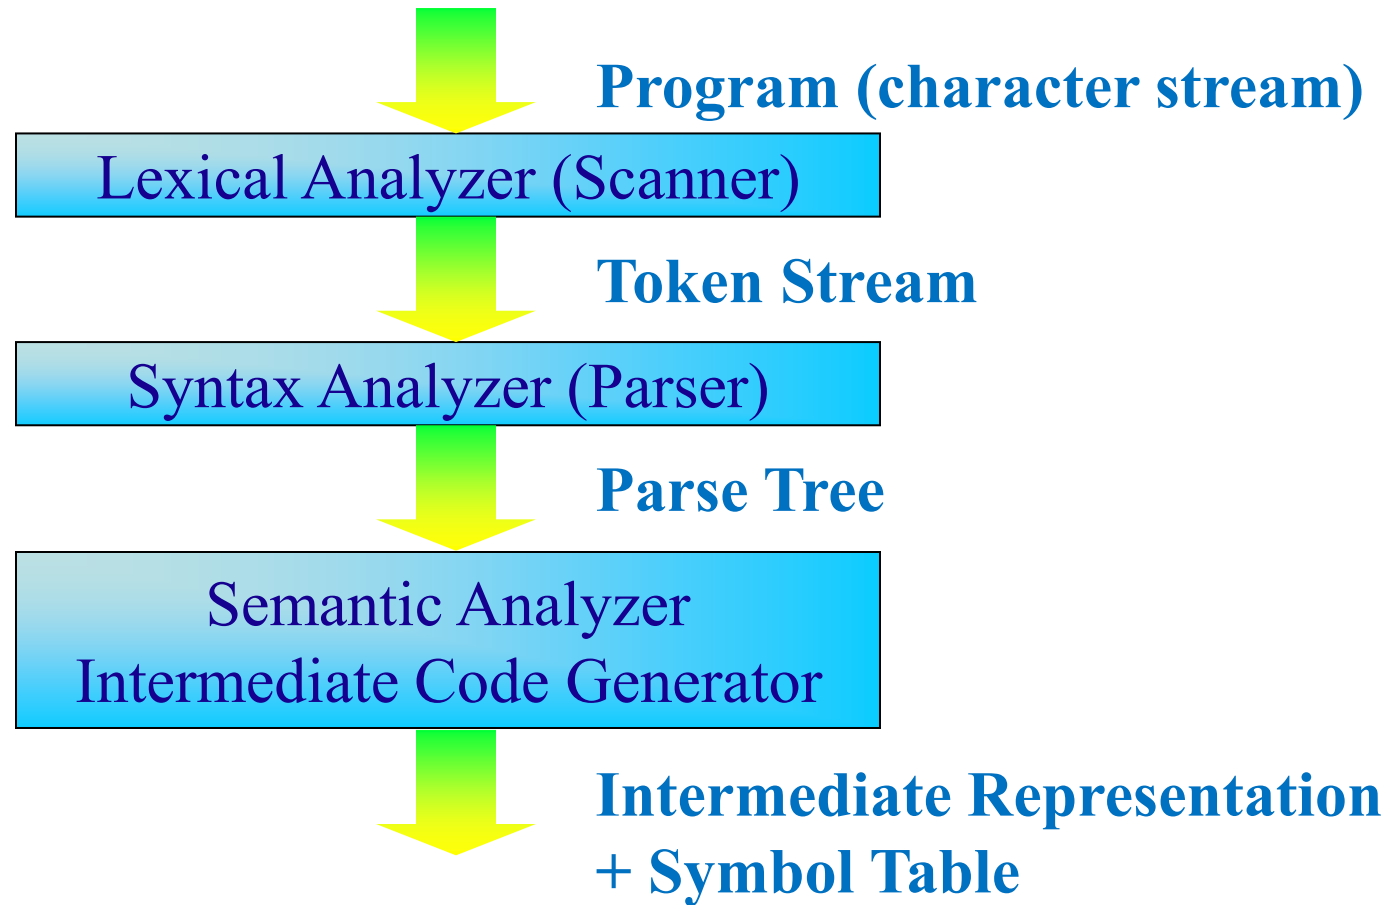 Program (character stream)
Lexical Analyzer (Scanner)
Token Stream
Syntax Analyzer (Parser)
Parse Tree
Semantic Analyzer
Intermediate Code Generator
Intermediate Representation
+ Symbol Table